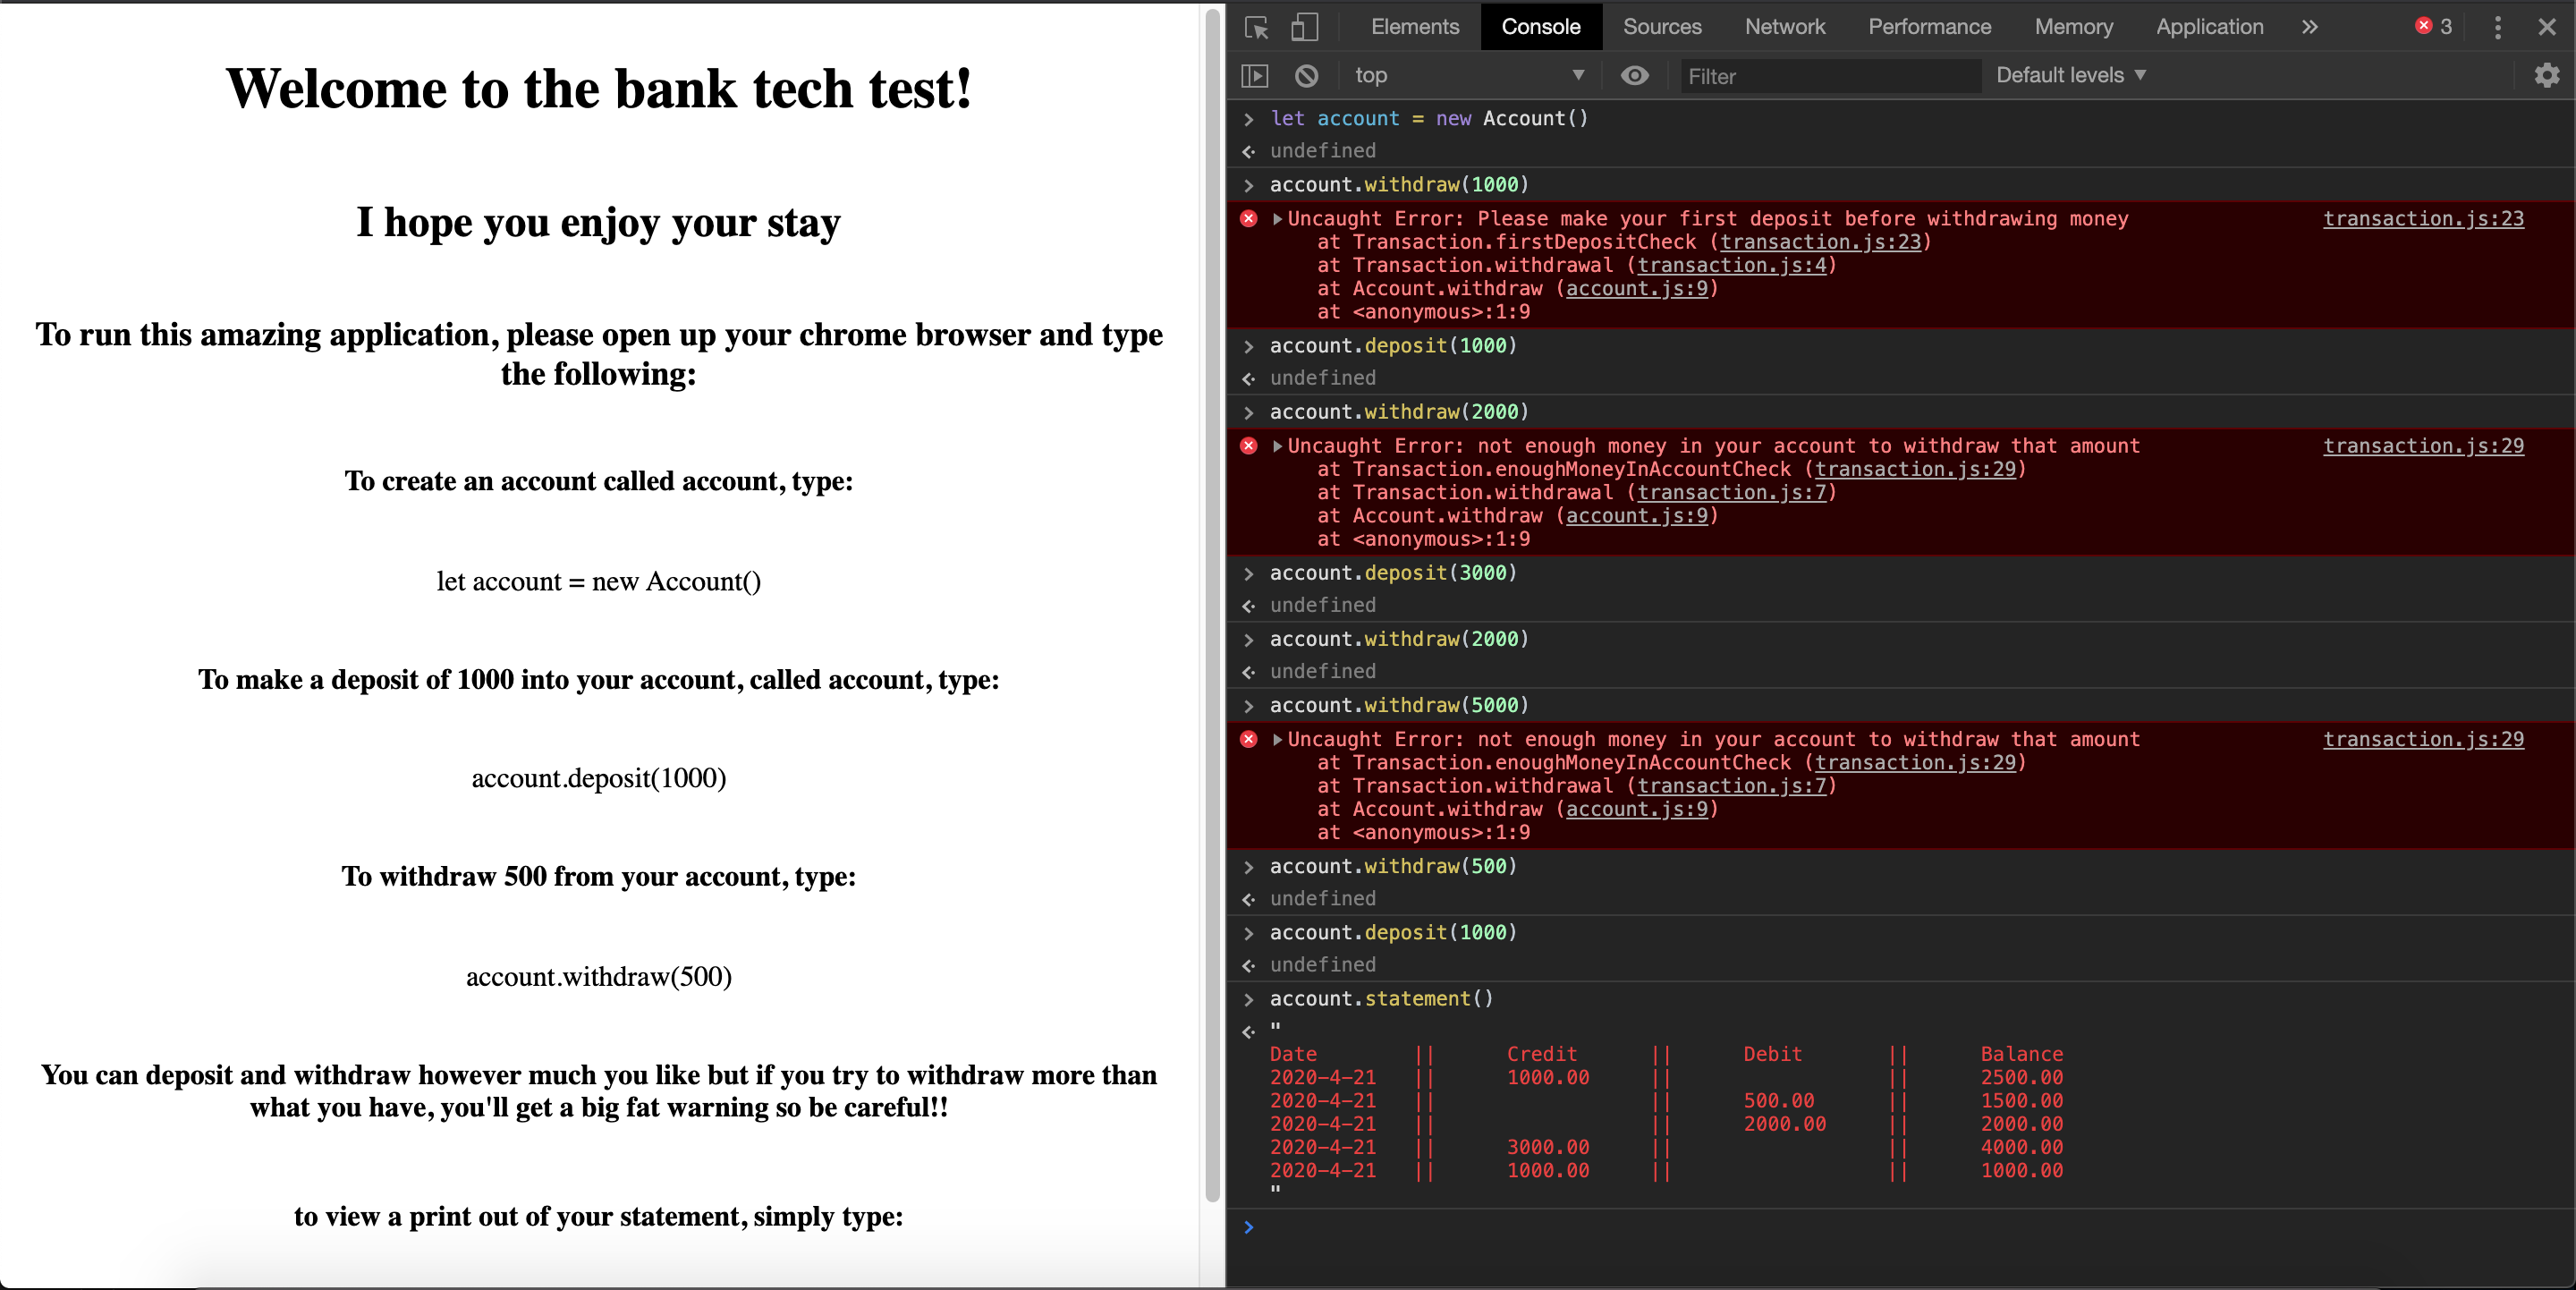 Welcome to the bank tech test!
I hope you enjoy your stay
To run this amazing application, please open up your chrome browser and type
the following:
To create an account called account, type:
let account = new Account()
To make a deposit of 1000 into your account, called account, type:
account.deposit(1000)
To withdraw 500 from your account, type:
account.withdraw(500)
You can deposit and withdraw however much you like but if you try to withdraw more than
what you have, you'll get a big fat warning so be careful!!
to view a print out of your statement, simply type:
Elements Console Sources Network Performance Memory Application » 3
top Filter Default levels
> let account = new Account()
undefined
> account.withdraw(1000)
Uncaught Error: Please make your first deposit before withdrawing money transaction.js:23
at Transaction.firstDepositCheck (transaction.js:23)
at Transaction.withdrawal (transaction.js:4)
at Account.withdraw (account.js:9)
at <anonymous>:1:9
> account.deposit(1000)
undefined
> account.withdraw(2000)
Uncaught Error: not enough money in your account to withdraw that amount transaction.js:29
at Transaction.enoughMoneyInAccountCheck (transaction.js:29)
at Transaction.withdrawal (transaction.js:7)
at Account.withdraw (account.js:9)
at <anonymous>:1:9
> account.deposit(3000)
undefined
> account.withdraw(2000)
undefined
> account.withdraw(5000)
Uncaught Error: not enough money in your account to withdraw that amount transaction.js:29
at Transaction.enoughMoneyInAccountCheck (transaction.js:29)
at Transaction.withdrawal (transaction.js:7)
at Account.withdraw (account.js:9)
at <anonymous>:1:9
> account.withdraw(500)
undefined
> account.deposit(1000)
undefined
> account.statement()
"
Date || Credit || Debit || Balance
2020-4-21 || 1000.00 || || 2500.00
2020-4-21 || || 500.00 || 1500.00
2020-4-21 || || 2000.00 || 2000.00
2020-4-21 || 3000.00 || || 4000.00
2020-4-21 || 1000.00 || || 1000.00
"
>